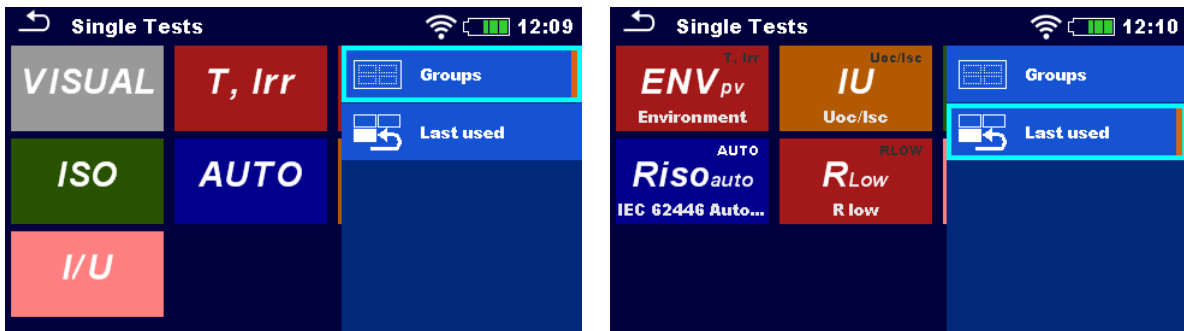 Single Tests 12:09
VISUAL T, Irr
Groups
Last used
ISO AUTO
I/U
Single Tests 12:10
T, Irr Uoc/Isc
ENVpv IU
Environment Uoc/Isc
Groups
Last used
AUTO RLOW
Risoauto RLow
IEC 62446 Auto... R low